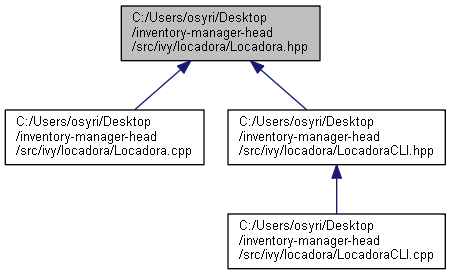 C:/Users/osyri/Desktop
/inventory-manager-head
/src/ivy/locadora/Locadora.hpp
C:/Users/osyri/Desktop
/inventory-manager-head
/src/ivy/locadora/Locadora.cpp
C:/Users/osyri/Desktop
/inventory-manager-head
/src/ivy/locadora/LocadoraCLI.hpp
C:/Users/osyri/Desktop
/inventory-manager-head
/src/ivy/locadora/LocadoraCLI.cpp